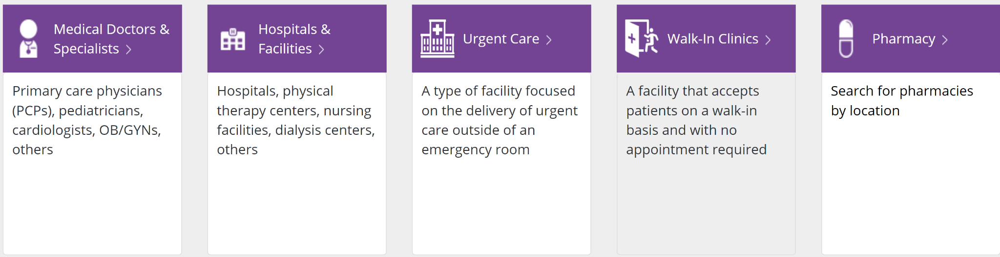 Medical Doctors &
Specialists >
Primary care physicians
(PCPs), pediatricians,
cardiologists, OB/GYNs,
others
Hospitals &
Facilities >
Hospitals, physical
therapy centers, nursing
facilities, dialysis centers,
others
Urgent Care >
A type of facility focused
on the delivery of urgent
care outside of an
emergency room
Walk-In Clinics >
A facility that accepts
patients on a walk-in
basis and with no
appointment required
Pharmacy >
Search for pharmacies
by location